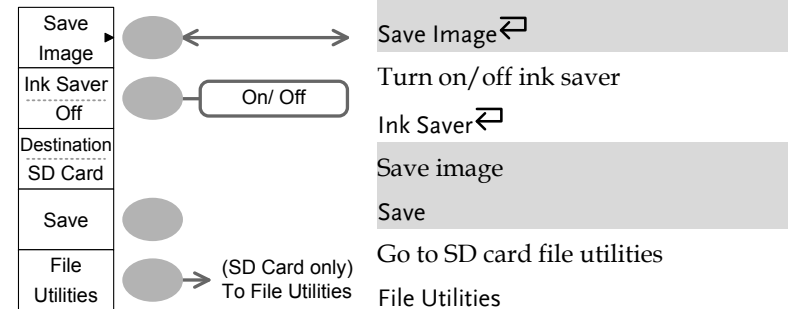 Save
Image
Ink Saver
Off
Destination
SD Card
Save
File
Utilities
On/ Off
(SD Card only)
To File Utilities
Save Image
Turn on/off ink saver
Ink Saver
Save image
Save
Go to SD card file utilities
File Utilities